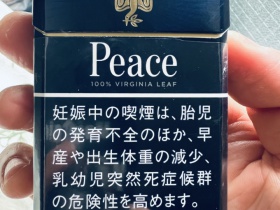 Peace
100% VIRGINIA LEAF
妊娠中の喫煙は、胎児
の発育不全のほか、早
産や出生体重の減少、
乳幼児突然死症候群
の危険性を高めます。